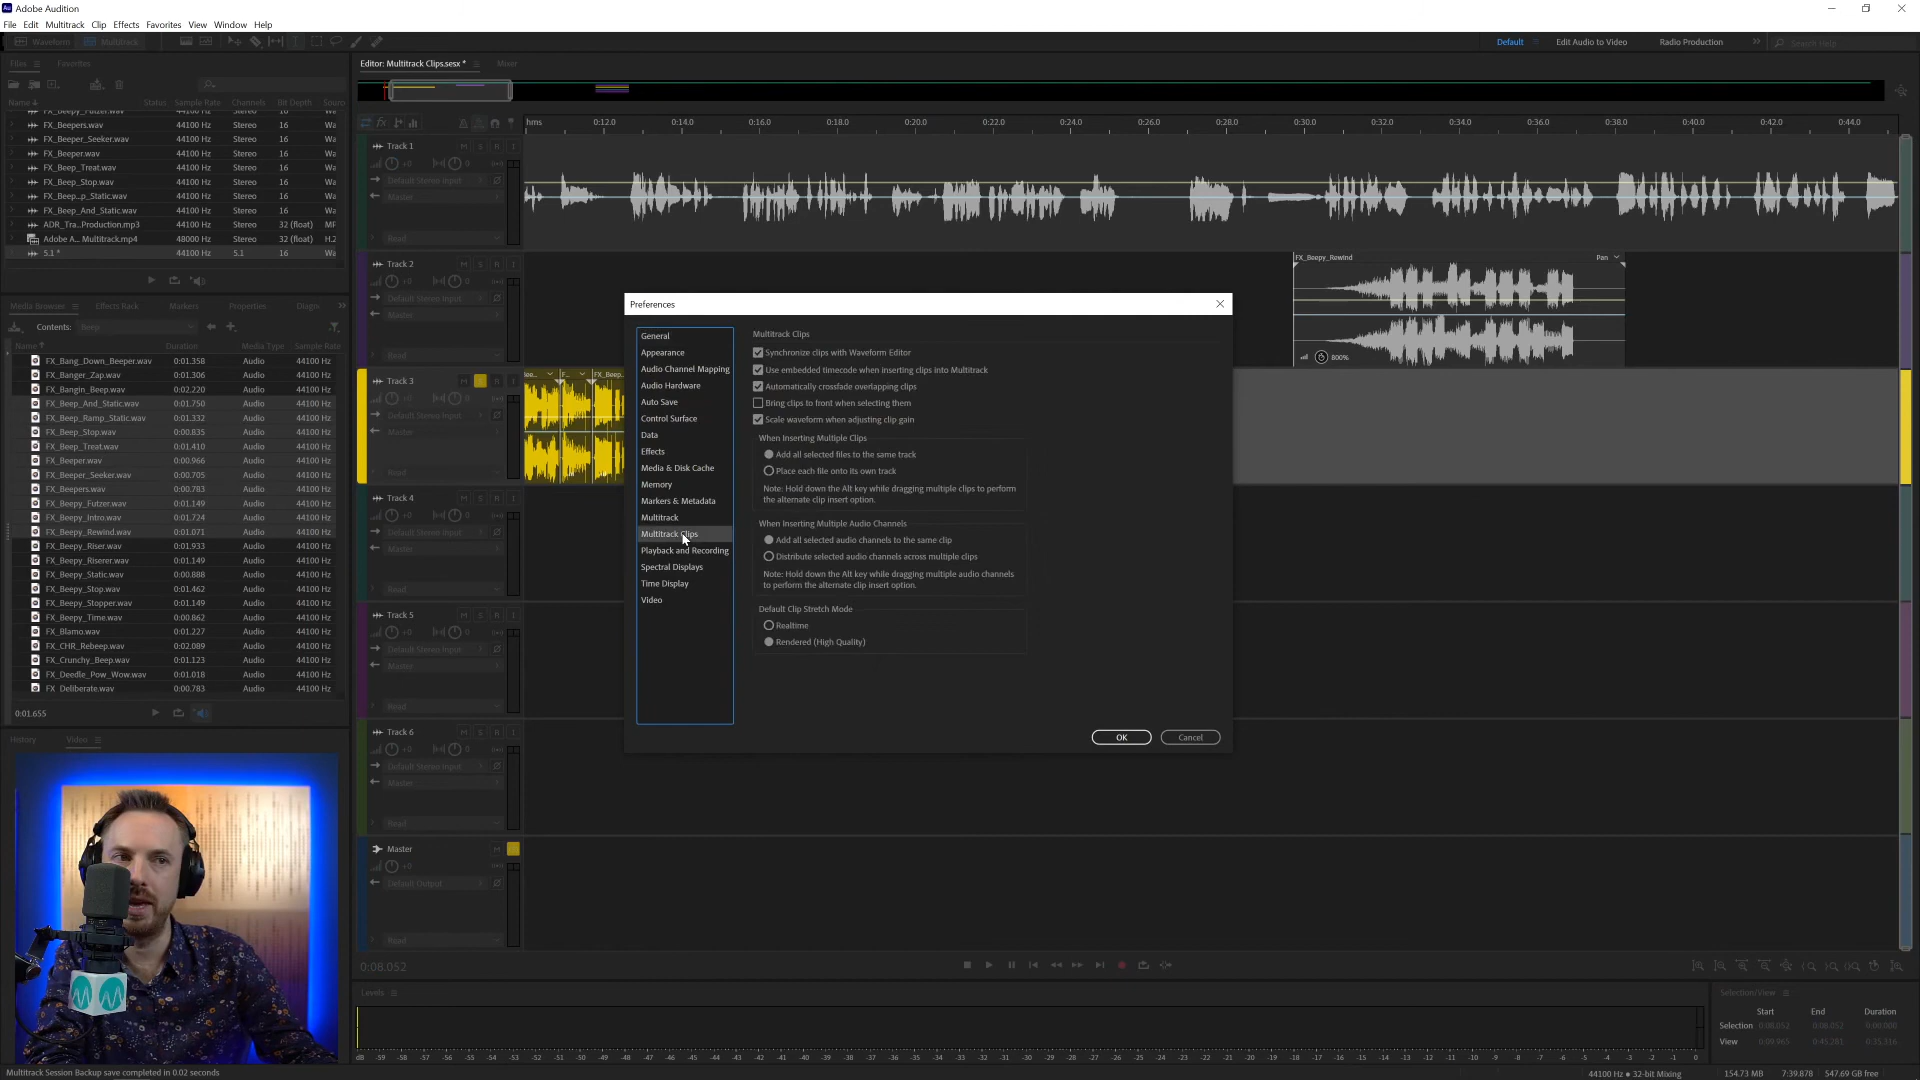 Adobe Audition
File Edit Multitrack Clip Effects Favorites View Window Help
Waveform Multitrack Default Edit Audio to Video Radio Production Search Help
Files Favorites
Name Status Sample Rate Channels Bit Depth Sourc
FX_Beepy_Futzer.wav 44100 Hz Stereo 16 Wa
FX_Beepers.wav 44100 Hz Stereo 16 Wa
FX_Beeper_Seeker.wav 44100 Hz Stereo 16 Wa
FX_Beeper.wav 44100 Hz Stereo 16 Wa
FX_Beep_Treat.wav 44100 Hz Stereo 16 Wa
FX_Beep_Stop.wav 44100 Hz Stereo 16 Wa
FX_Beep...p_Static.wav 44100 Hz Stereo 16 Wa
FX_Beep_And_Static.wav 44100 Hz Stereo 16 Wa
ADR_Tra...Production.mp3 44100 Hz Stereo 32 (float) MF
Adobe A... Multitrack.mp4 48000 Hz Stereo 32 (float) H.2
5.1 * 44100 Hz 5.1 16 Wa
Media Browser Effects Rack Markers Properties Diagn
Contents: Beep
Name Duration Media Type Sample Rate
FX_Bang_Down_Beeper.wav 0:01.358 Audio 44100 Hz
FX_Banger_Zap.wav 0:01.306 Audio 44100 Hz
FX_Bangin_Beep.wav 0:02.220 Audio 44100 Hz
FX_Beep_And_Static.wav 0:01.750 Audio 44100 Hz
FX_Beep_Ramp_Static.wav 0:01.332 Audio 44100 Hz
FX_Beep_Stop.wav 0:00.835 Audio 44100 Hz
FX_Beep_Treat.wav 0:01.410 Audio 44100 Hz
FX_Beeper.wav 0:00.966 Audio 44100 Hz
FX_Beeper_Seeker.wav 0:00.705 Audio 44100 Hz
FX_Beepers.wav 0:00.783 Audio 44100 Hz
FX_Beepy_Futzer.wav 0:01.149 Audio 44100 Hz
FX_Beepy_Intro.wav 0:01.724 Audio 44100 Hz
FX_Beepy_Rewind.wav 0:01.071 Audio 44100 Hz
FX_Beepy_Riser.wav 0:00.933 Audio 44100 Hz
FX_Beepy_Riserer.wav 0:01.149 Audio 44100 Hz
FX_Beepy_Static.wav 0:00.888 Audio 44100 Hz
FX_Beepy_Stop.wav 0:01.462 Audio 44100 Hz
FX_Beepy_Stopper.wav 0:01.149 Audio 44100 Hz
FX_Beepy_Time.wav 0:00.862 Audio 44100 Hz
FX_Blamo.wav 0:01.227 Audio 44100 Hz
FX_CHR_Rebeep.wav 0:02.089 Audio 44100 Hz
FX_Crunchy_Beep.wav 0:01.123 Audio 44100 Hz
FX_Deedle_Pow_Wow.wav 0:01.018 Audio 44100 Hz
FX_Deliberate.wav 0:00.783 Audio 44100 Hz
0:01.655
History Video
Editor: Multitrack Clips.sesx * Mixer
hms 0:12.0 0:14.0 0:16.0 0:18.0 0:20.0 0:22.0 0:24.0 0:26.0 0:28.0 0:30.0 0:32.0 0:34.0 0:36.0 0:38.0 0:40.0 0:42.0 0:44.0
Track 1 M S R I
+0 0
Default Stereo Input
Master
Read
Track 2 M S R I
+0 0
Default Stereo Input
Master
Read
FX_Beepy_Rewind Pan
800%
Track 3 M S R I
+0 0
Default Stereo Input
Master
Read
F... FX_Beep
Track 4 M S R I
+0 0
Default Stereo Input
Master
Read
Track 5 M S R I
+0 0
Default Stereo Input
Master
Read
Track 6 M S R I
+0 0
Default Stereo Input
Master
Read
Master M
+0
Default Output
Read
Preferences
General
Appearance
Audio Channel Mapping
Audio Hardware
Auto Save
Control Surface
Data
Effects
Media & Disk Cache
Memory
Markers & Metadata
Multitrack
Multitrack Clips
Playback and Recording
Spectral Displays
Time Display
Video
Multitrack Clips
Synchronize clips with Waveform Editor
Use embedded timecode when inserting clips into Multitrack
Automatically crossfade overlapping clips
Bring clips to front when selecting them
Scale waveform when adjusting clip gain
When Inserting Multiple Clips
Add all selected files to the same track
Place each file onto its own track
Note: Hold down the Alt key while dragging multiple clips to perform
the alternate clip insert option.
When Inserting Multiple Audio Channels
Add all selected audio channels to the same clip
Distribute selected audio channels across multiple clips
Note: Hold down the Alt key while dragging multiple audio channels
to perform the alternate clip insert option.
Default Clip Stretch Mode
Realtime
Rendered (High Quality)
OK Cancel
0:08.052
Levels
dB -59 -58 -57 -56 -55 -54 -53 -52 -51 -50 -49 -48 -47 -46 -45 -44 -43 -42 -41 -40 -39 -38 -37 -36 -35 -34 -33 -32 -31 -30 -29 -28 -27 -26 -25 -24 -23 -22 -21 -20 -19 -18 -17 -16 -15 -14 -13 -12 -11 -10 -9 -8 -7 -6 -5 -4 -3 -2 -1 0
Selection/View
Start End Duration
Selection 0:08.052 0:08.052 0:00.000
View 0:09.965 0:45.281 0:35.316
Multitrack Session Backup save completed in 0.02 seconds
44100 Hz ● 32-bit Mixing 154.73 MB 7:39.878 547.69 GB free